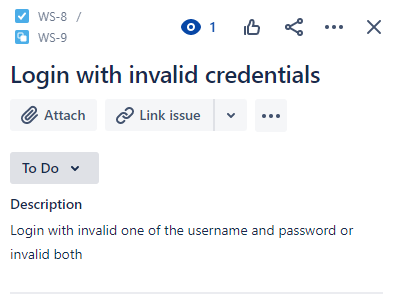 WS-8 /
WS-9
1
Login with invalid credentials
Attach
Link issue
To Do
Description
Login with invalid one of the username and password or
invalid both